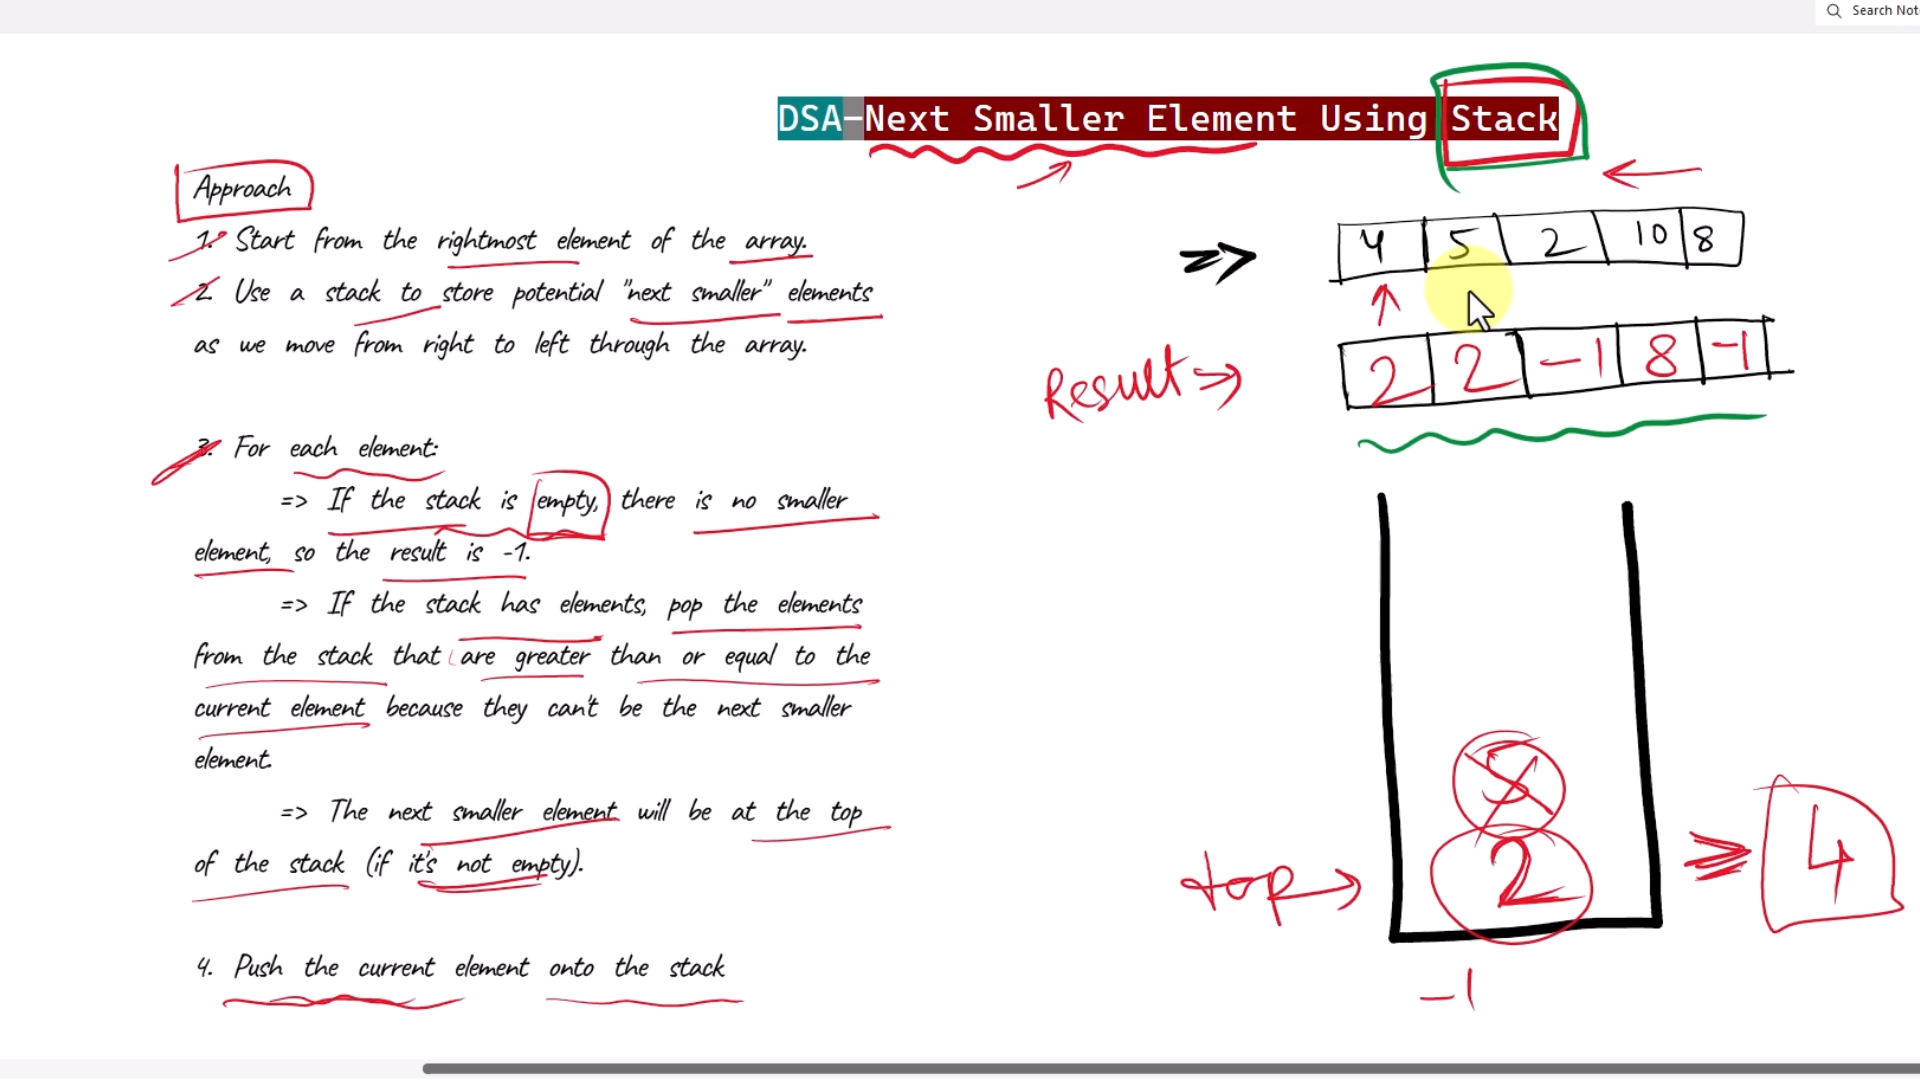 Search Not
DSA-Next Smaller Element Using Stack
Approach
1. Start from the rightmost element of the array.
2. Use a stack to store potential "next smaller" elements
as we move from right to left through the array.
3. For each element:
=> If the stack is empty, there is no smaller
element, so the result is -1.
=> If the stack has elements, pop the elements
from the stack that are greater than or equal to the
current element because they can't be the next smaller
element.
=> The next smaller element will be at the top
of the stack (if it's not empty).
4. Push the current element onto the stack
=> 4 5 2 10 8
Result => 2 2 -1 8 -1
5
top → 2 => 4
-1